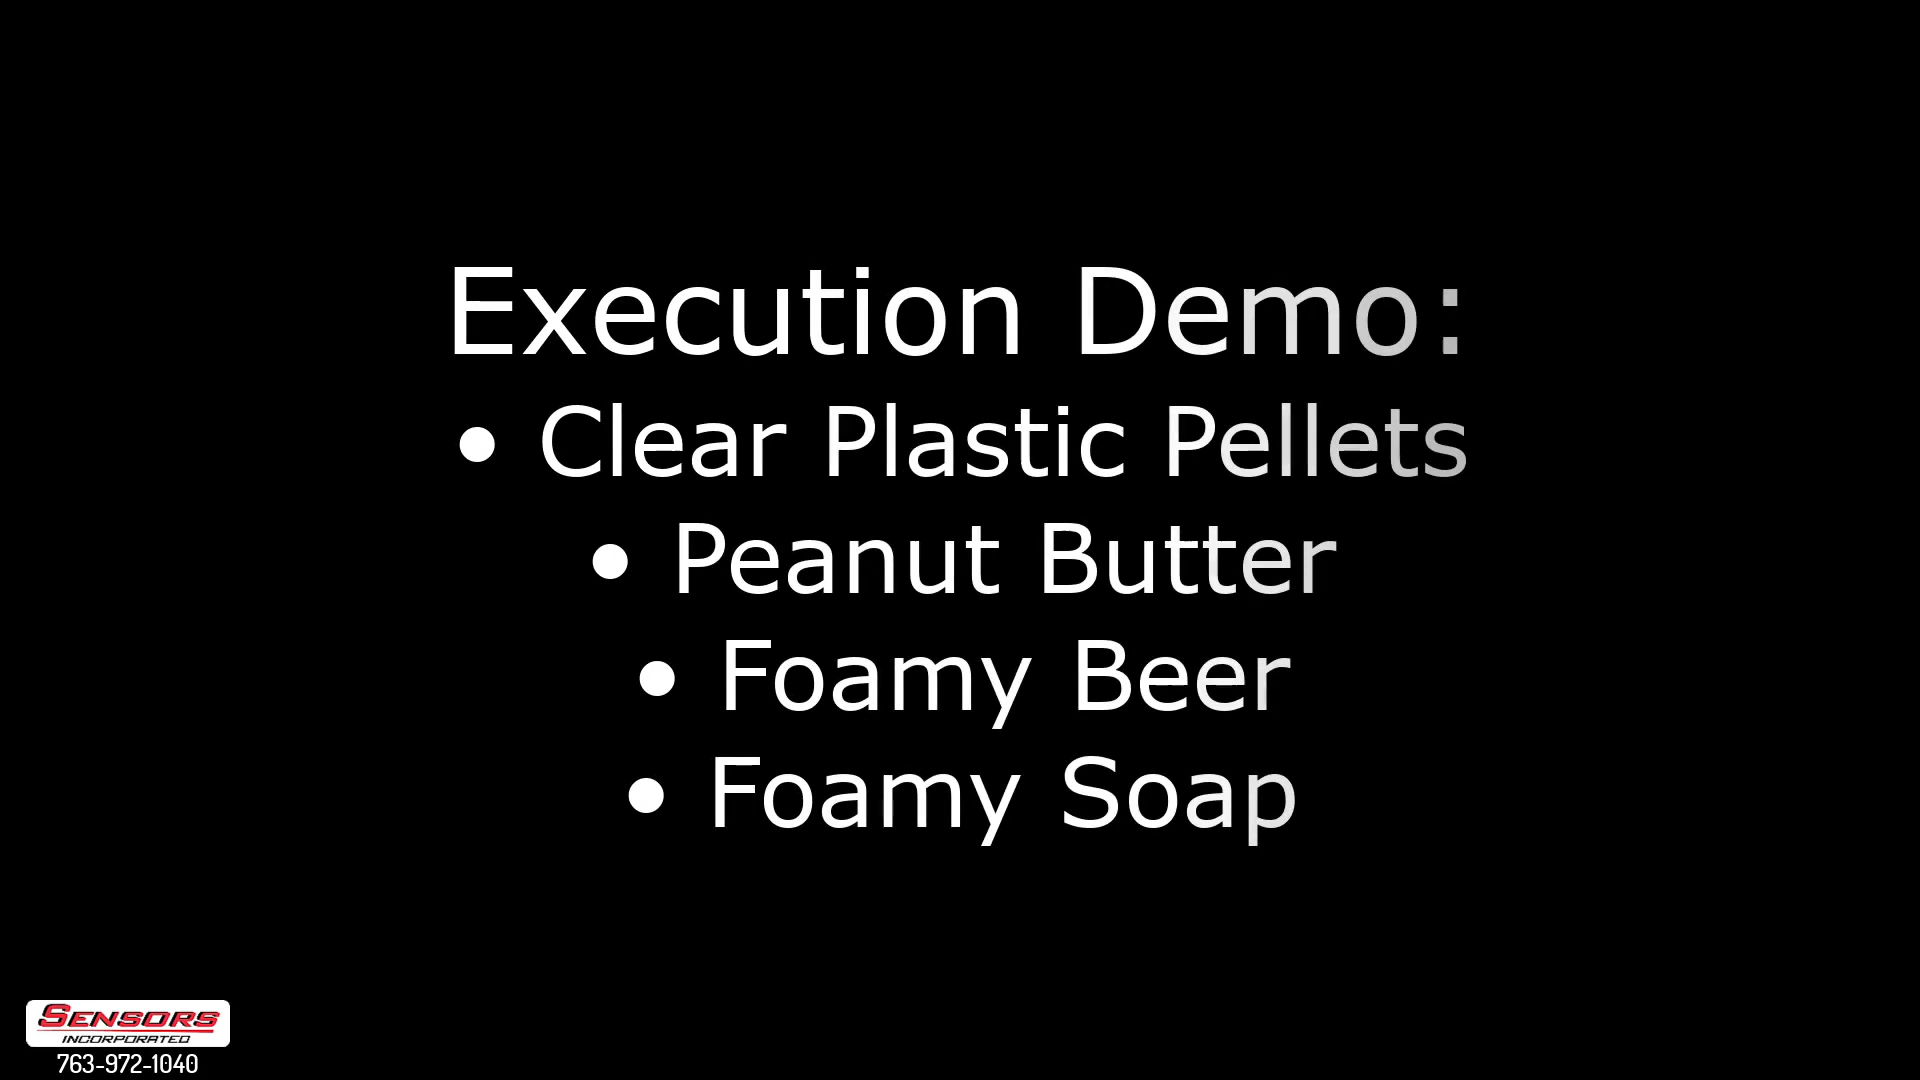 Execution Demo:
• Clear Plastic Pellets
• Peanut Butter
• Foamy Beer
• Foamy Soap
SENSORS
INCORPORATED
763-972-1040